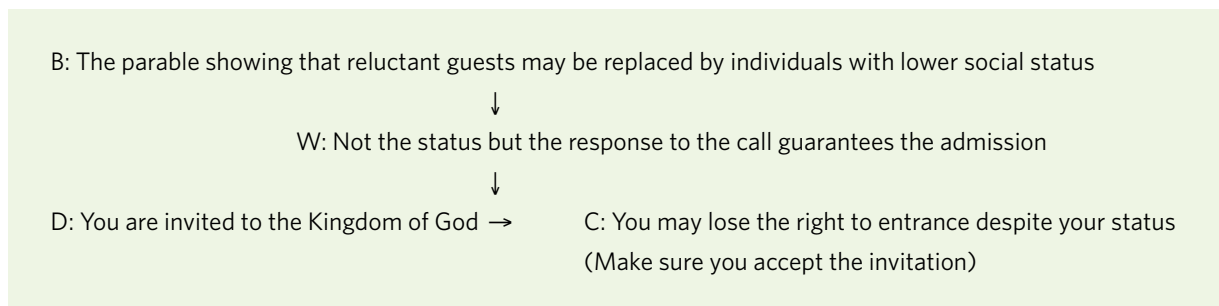 B: The parable showing that reluctant guests may be replaced by individuals with lower social status
↓
W: Not the status but the response to the call guarantees the admission
↓
D: You are invited to the Kingdom of God → C: You may lose the right to entrance despite your status
(Make sure you accept the invitation)